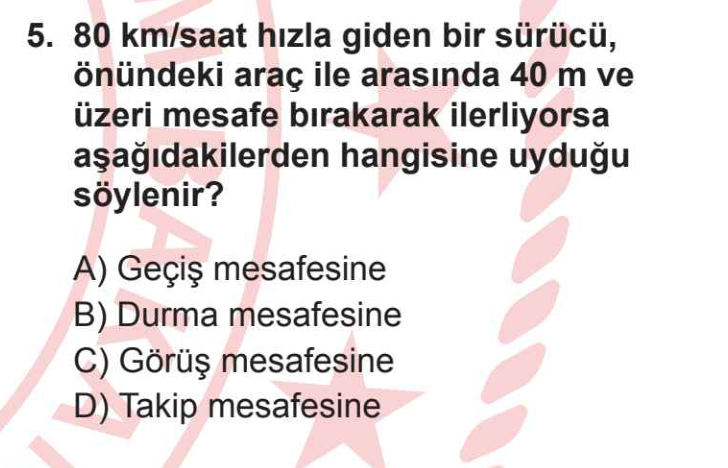 5. 80 km/saat hızla giden bir sürücü,
önündeki araç ile arasında 40 m ve
üzeri mesafe bırakarak ilerliyorsa
aşağıdakilerden hangisine uyduğu
söylenir?
A) Geçiş mesafesine
B) Durma mesafesine
C) Görüş mesafesine
D) Takip mesafesine